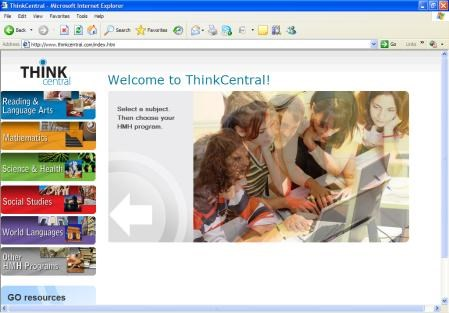 ThinkCentral - Microsoft Internet Explorer
File Edit View Favorites Tools Help
Back Search Favorites
Address http://www.thinkcentral.com/index.htm Go Links »
THINK
central
Welcome to ThinkCentral!
Select a subject.
Then choose your
HMH program.
Reading &
Language Arts
Mathematics
Science & Health
Social Studies
World Languages
Other
HMH Programs
GO resources